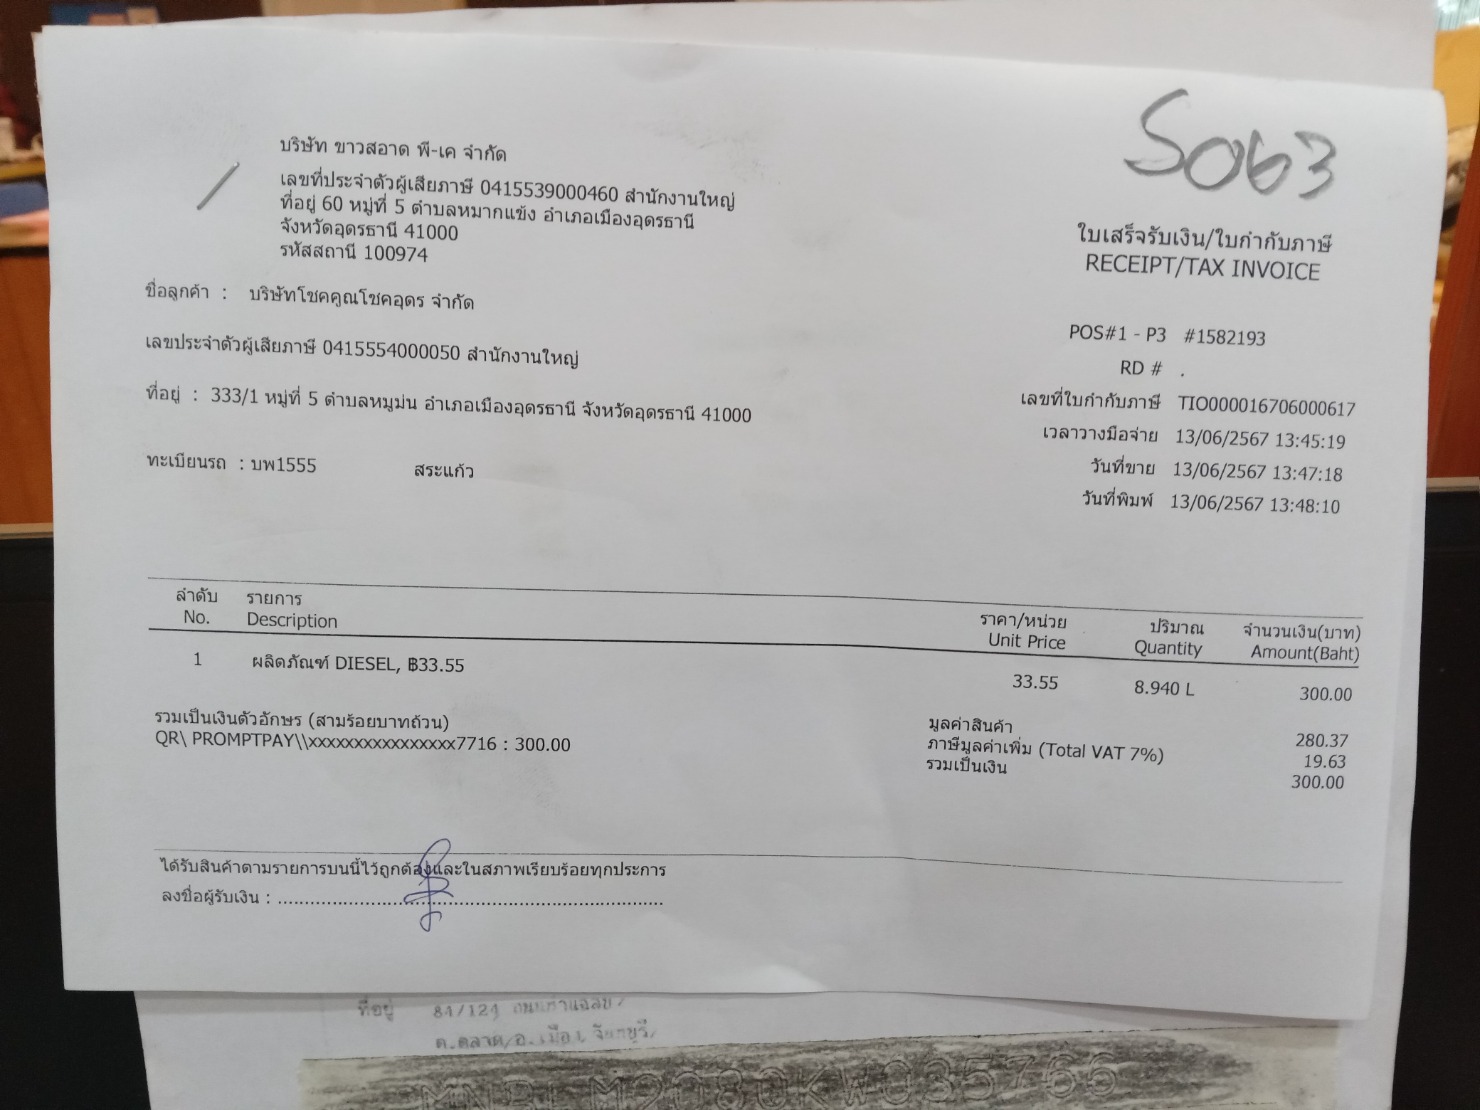 S063
บริษัท ขาวสอาด พี-เค จำกัด
เลขที่ประจำตัวผู้เสียภาษี 0415539000460 สำนักงานใหญ่
ที่อยู่ 60 หมู่ที่ 5 ตำบลหมากแข้ง อำเภอเมืองอุดรธานี
จังหวัดอุดรธานี 41000
รหัสสถานี 100974
ใบเสร็จรับเงิน/ใบกำกับภาษี
RECEIPT/TAX INVOICE
ชื่อลูกค้า : บริษัทโชคคูณโชคอุดร จำกัด
เลขประจำตัวผู้เสียภาษี 0415554000050 สำนักงานใหญ่
ที่อยู่ : 333/1 หมู่ที่ 5 ตำบลหมูม่น อำเภอเมืองอุดรธานี จังหวัดอุดรธานี 41000
ทะเบียนรถ : บพ1555 สระแก้ว
POS#1 - P3 #1582193
RD # .
เลขที่ใบกำกับภาษี TIO000016706000617
เวลาวางมือจ่าย 13/06/2567 13:45:19
วันที่ขาย 13/06/2567 13:47:18
วันที่พิมพ์ 13/06/2567 13:48:10
ลำดับ รายการ ราคา/หน่วย ปริมาณ จำนวนเงิน(บาท)
No. Description Unit Price Quantity Amount(Baht)
1 ผลิตภัณฑ์ DIESEL, ฿33.55 33.55 8.940 L 300.00
รวมเป็นเงินตัวอักษร (สามร้อยบาทถ้วน)
QR\ PROMPTPAY\\xxxxxxxxxxxxxxxx7716 : 300.00
มูลค่าสินค้า 280.37
ภาษีมูลค่าเพิ่ม (Total VAT 7%) 19.63
รวมเป็นเงิน 300.00
ได้รับสินค้าตามรายการบนนี้ไว้ถูกต้องและในสภาพเรียบร้อยทุกประการ
ลงชื่อผู้รับเงิน : ........................................................................
ที่อยู่ 84/124